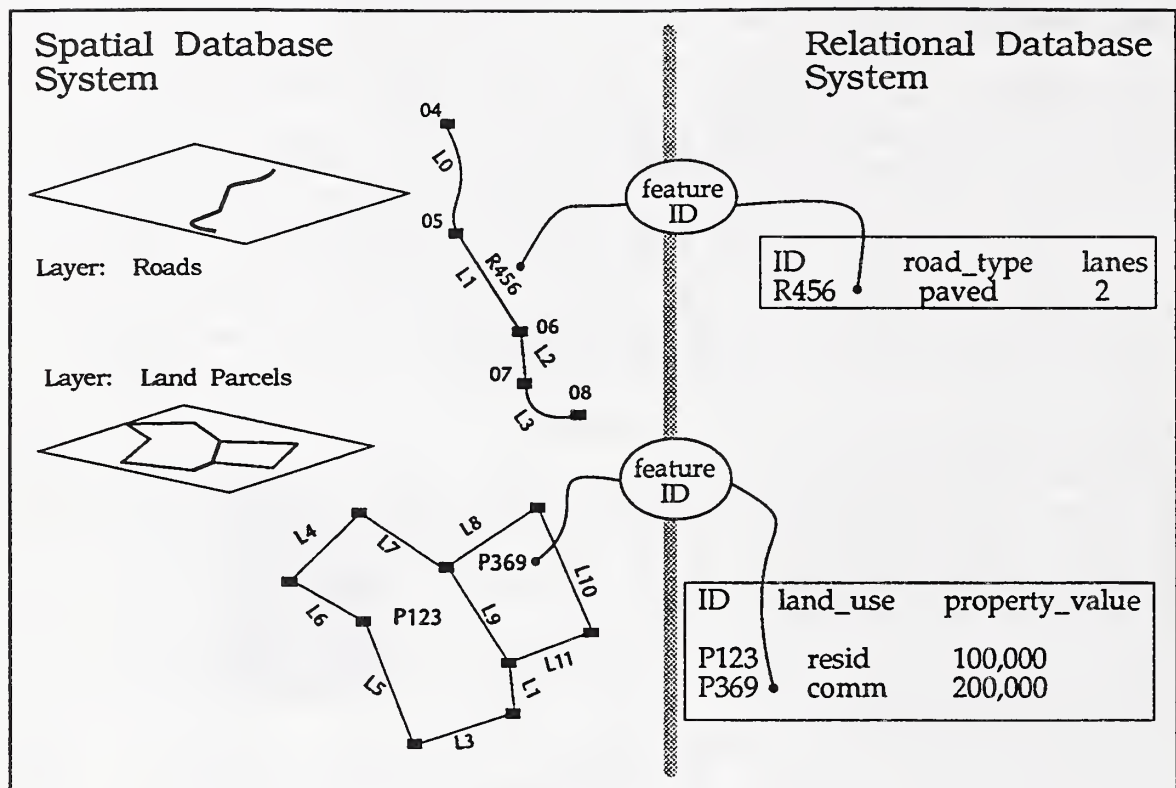 Spatial Database
System
Relational Database
System
04
L0
05
L1
R456
06
L2
07
08
L3
Layer: Roads
feature
ID
ID road_type lanes
R456 paved 2
Layer: Land Parcels
feature
ID
L4
L7
L8
P369
L10
L6
P123
L9
L11
L5
L1
L3
ID land_use property_value
P123 resid 100,000
P369 comm 200,000